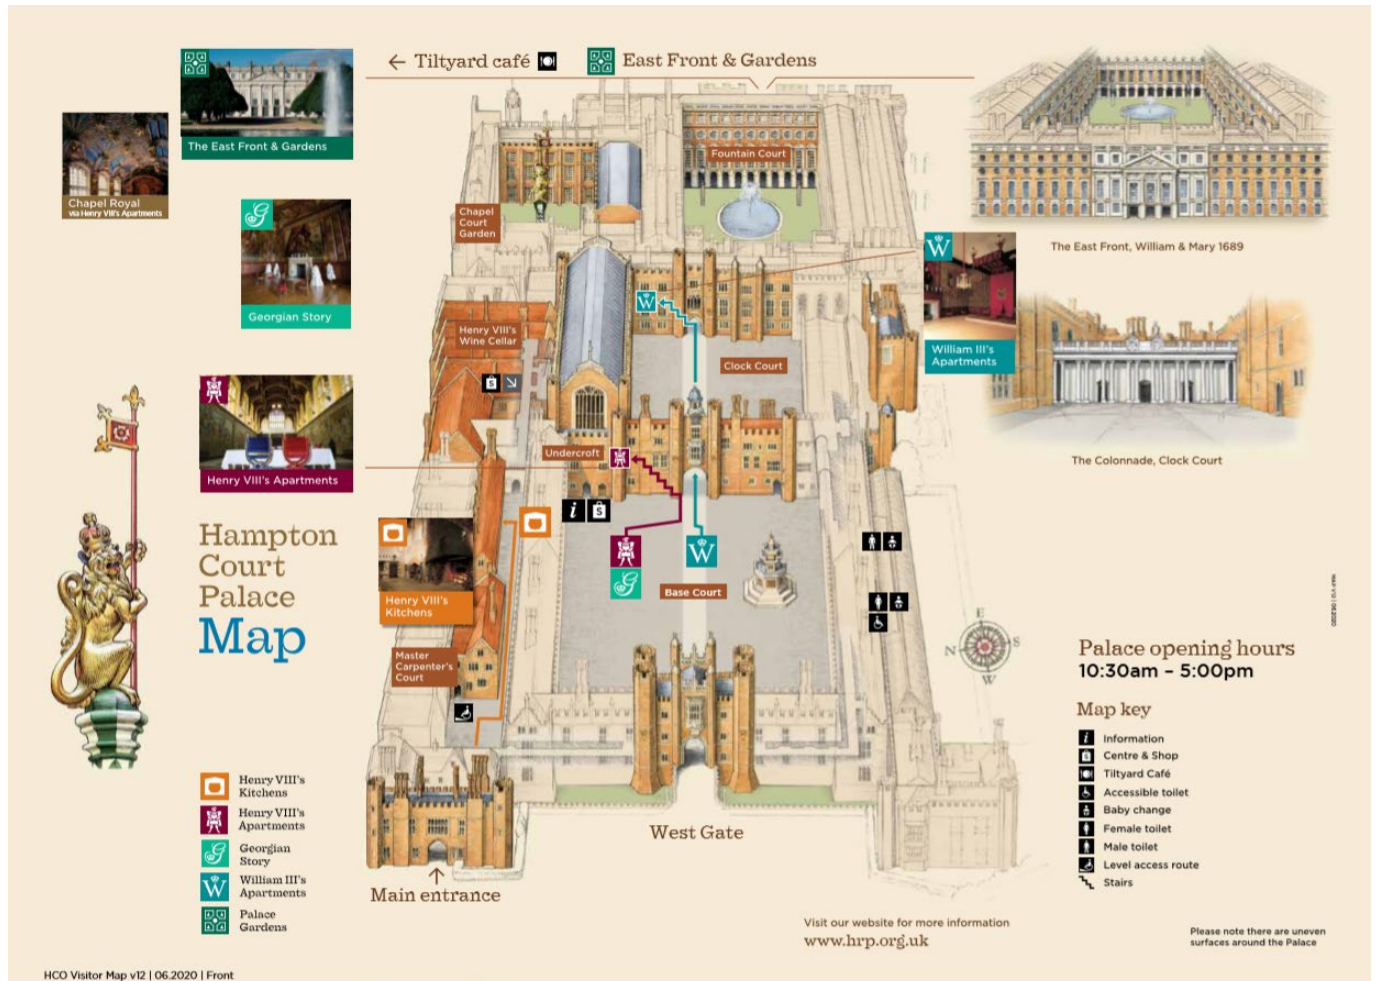 ← Tiltyard café
East Front & Gardens
The East Front & Gardens
Chapel Royal
via Henry VIII's Apartments
Georgian Story
Henry VIII's Apartments
Hampton
Court
Palace
Map
Chapel
Court
Garden
Fountain Court
Henry VIII's
Wine Cellar
Clock Court
W
W
William III's
Apartments
The East Front, William & Mary 1689
The Colonnade, Clock Court
Undercroft
i
S
S
G
G
W
Base Court
Henry VIII's
Kitchens
Master
Carpenter's
Court
E
N
S
W
MAP V12 | 06.2020
Palace opening hours
10:30am – 5:00pm
Map key
i Information
S Centre & Shop
Tiltyard Café
Accessible toilet
Baby change
Female toilet
Male toilet
Level access route
Stairs
Henry VIII's
Kitchens
Henry VIII's
Apartments
G Georgian
Story
W William III's
Apartments
Palace
Gardens
West Gate
Main entrance
Visit our website for more information
www.hrp.org.uk
Please note there are uneven
surfaces around the Palace
HCO Visitor Map v12 | 06.2020 | Front